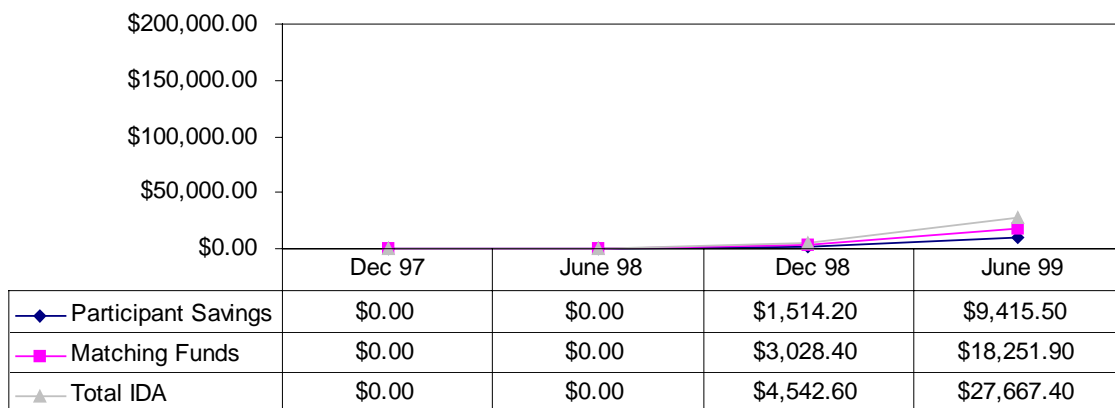 $200,000.00
$150,000.00
$100,000.00
$50,000.00
$0.00
Dec 97 June 98 Dec 98 June 99
Participant Savings $0.00 $0.00 $1,514.20 $9,415.50
Matching Funds $0.00 $0.00 $3,028.40 $18,251.90
Total IDA $0.00 $0.00 $4,542.60 $27,667.40